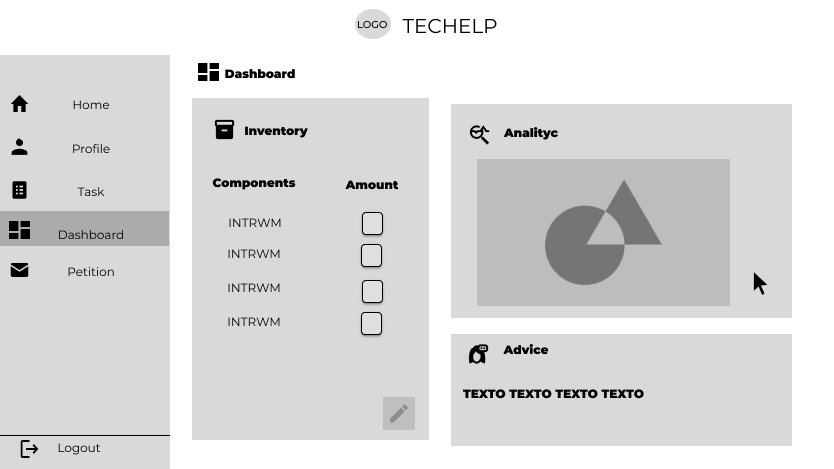 LOGO TECHELP
Home
Profile
Task
Dashboard
Petition
Logout
Dashboard
Inventory
Components Amount
INTRWM
INTRWM
INTRWM
INTRWM
Analityc
Advice
TEXTO TEXTO TEXTO TEXTO